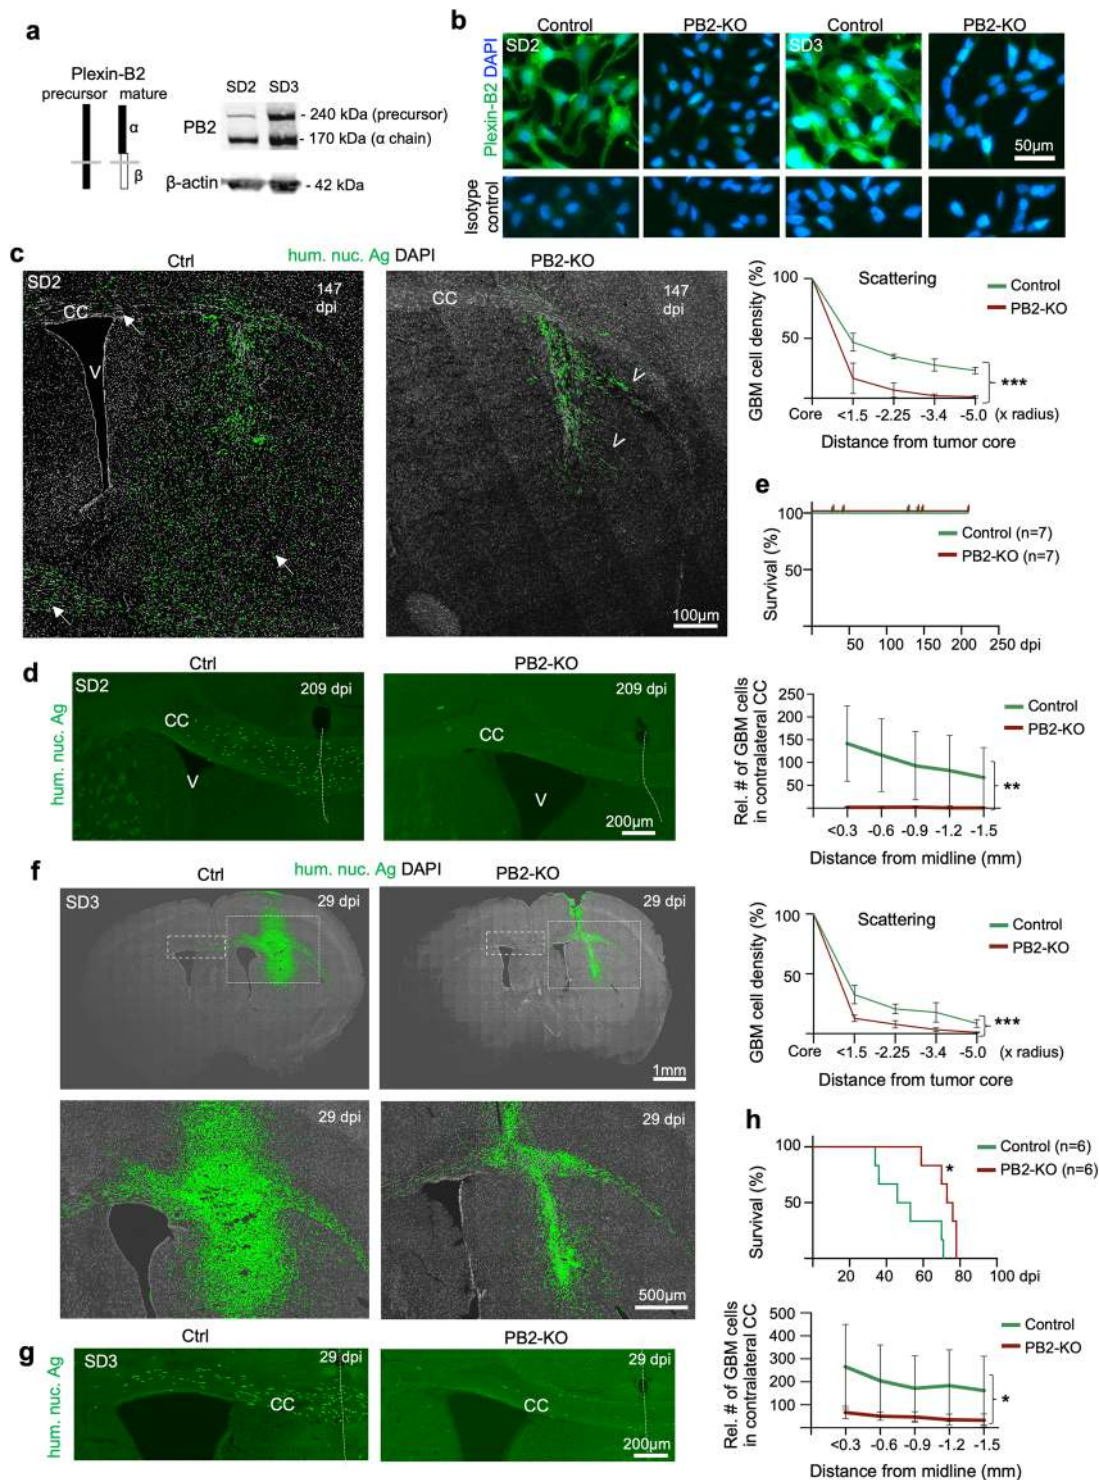 a
Plexin-B2
precursor mature
α
β
SD2 SD3
PB2
- 240 kDa (precursor)
- 170 kDa (α chain)
β-actin
- 42 kDa
b
Control PB2-KO Control PB2-KO
Plexin-B2 DAPI
SD2
SD3
50µm
Isotype control
c
hum. nuc. Ag DAPI
Ctrl
PB2-KO
SD2
147 dpi
CC
V
147 dpi
CC
V
V
100µm
Scattering
Control
PB2-KO
GBM cell density (%)
100
50
***
Core <1.5 -2.25 -3.4 -5.0 (x radius)
Distance from tumor core
e
Survival (%)
100
50
Control (n=7)
PB2-KO (n=7)
50 100 150 200 250 dpi
d
Ctrl
PB2-KO
hum. nuc. Ag
SD2
209 dpi
CC
V
209 dpi
CC
V
200µm
Rel. # of GBM cells in contralateral CC
250
200
150
100
50
Control
PB2-KO
**
<0.3 -0.6 -0.9 -1.2 -1.5
Distance from midline (mm)
f
hum. nuc. Ag DAPI
Ctrl
PB2-KO
SD3
29 dpi
29 dpi
1mm
29 dpi
29 dpi
500µm
Scattering
Control
PB2-KO
GBM cell density (%)
100
50
***
Core <1.5 -2.25 -3.4 -5.0 (x radius)
Distance from tumor core
h
Survival (%)
100
50
Control (n=6)
PB2-KO (n=6)
*
20 40 60 80 100 dpi
g
Ctrl
PB2-KO
hum. nuc. Ag
SD3
29 dpi
CC
29 dpi
CC
200µm
Rel. # of GBM cells in contralateral CC
500
400
300
200
100
Control
PB2-KO
*
<0.3 -0.6 -0.9 -1.2 -1.5
Distance from midline (mm)